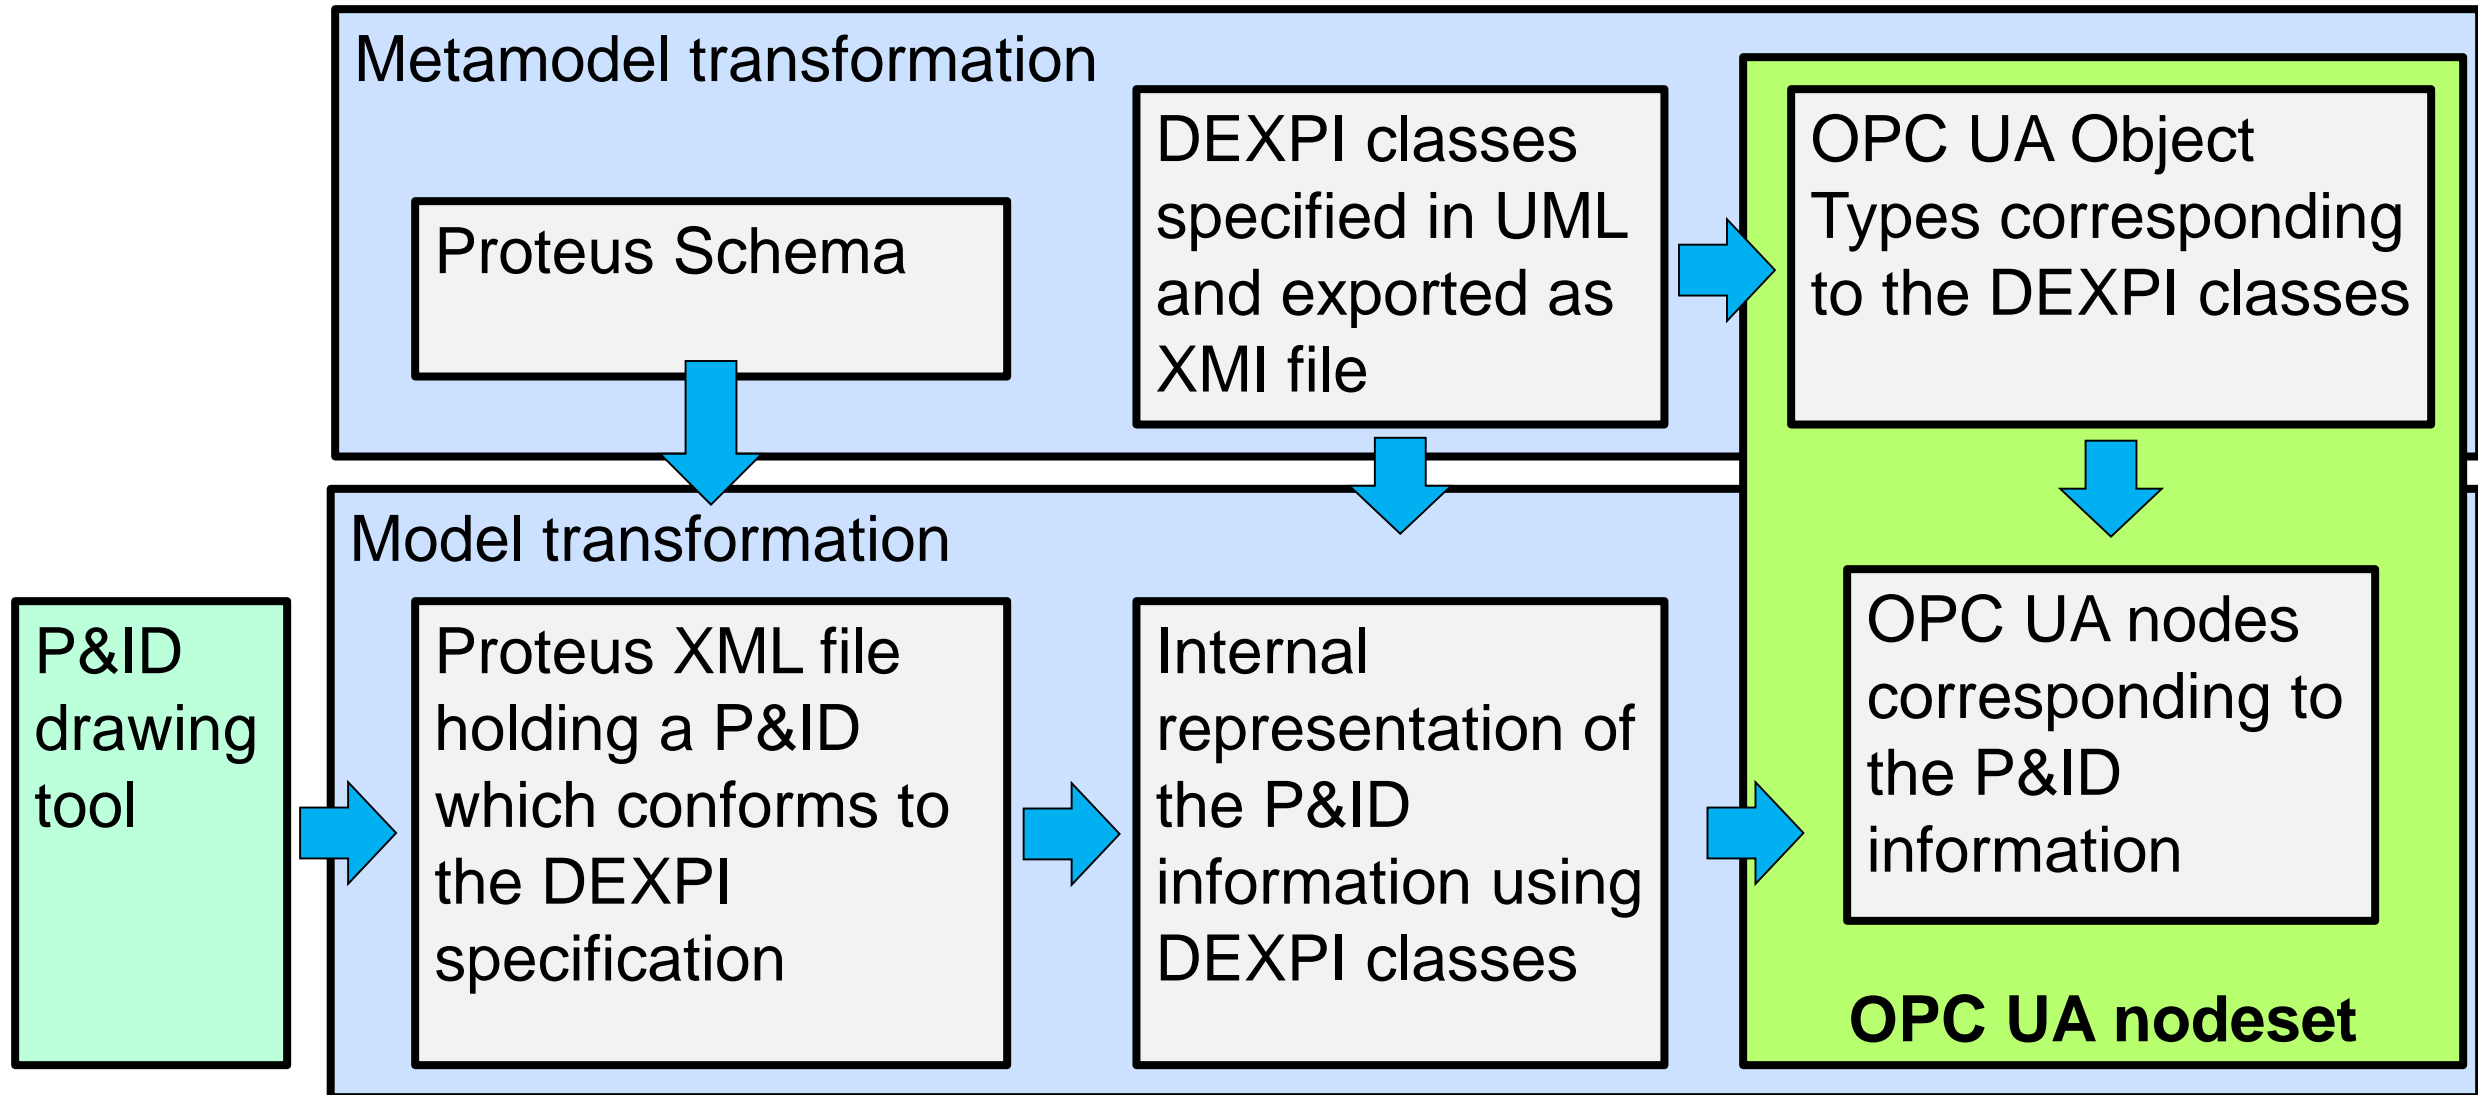 Metamodel transformation
Proteus Schema
DEXPI classes
specified in UML
and exported as
XMI file
OPC UA Object
Types corresponding
to the DEXPI classes
Model transformation
P&ID
drawing
tool
Proteus XML file
holding a P&ID
which conforms to
the DEXPI
specification
Internal
representation of
the P&ID
information using
DEXPI classes
OPC UA nodes
corresponding to
the P&ID
information
OPC UA nodeset